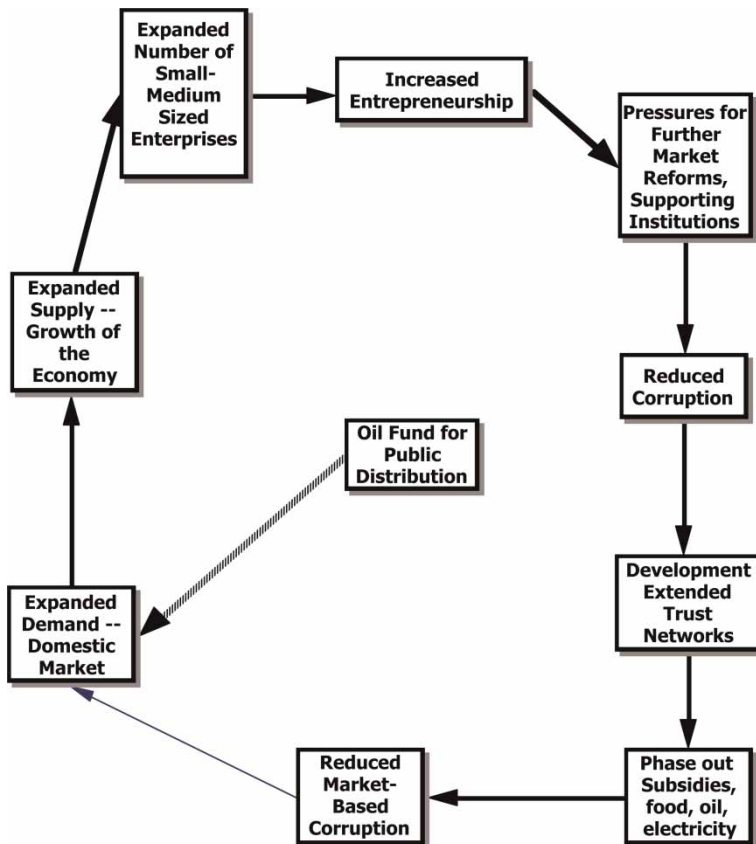 Expanded
Number of
Small-
Medium
Sized
Enterprises
Increased
Entrepreneurship
Pressures for
Further
Market
Reforms,
Supporting
Institutions
Reduced
Corruption
Development
Extended
Trust
Networks
Phase out
Subsidies,
food, oil,
electricity
Reduced
Market-
Based
Corruption
Expanded
Demand --
Domestic
Market
Expanded
Supply --
Growth of
the
Economy
Oil Fund for
Public
Distribution